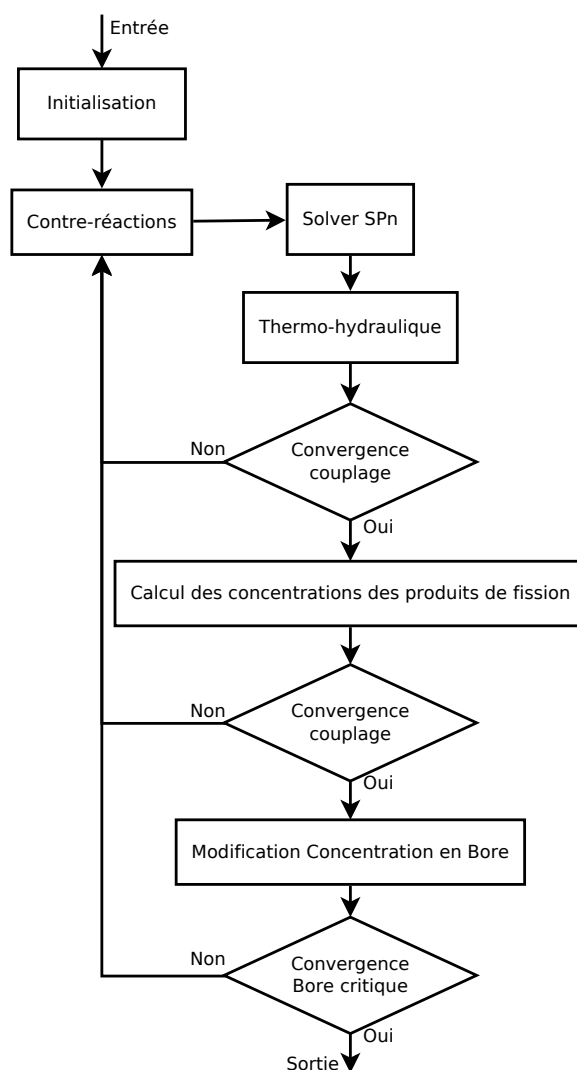 Entrée
Initialisation
Contre-réactions
Solver SPn
Thermo-hydraulique
Non
Convergence
couplage
Oui
Calcul des concentrations des produits de fission
Non
Convergence
couplage
Oui
Modification Concentration en Bore
Non
Convergence
Bore critique
Oui
Sortie